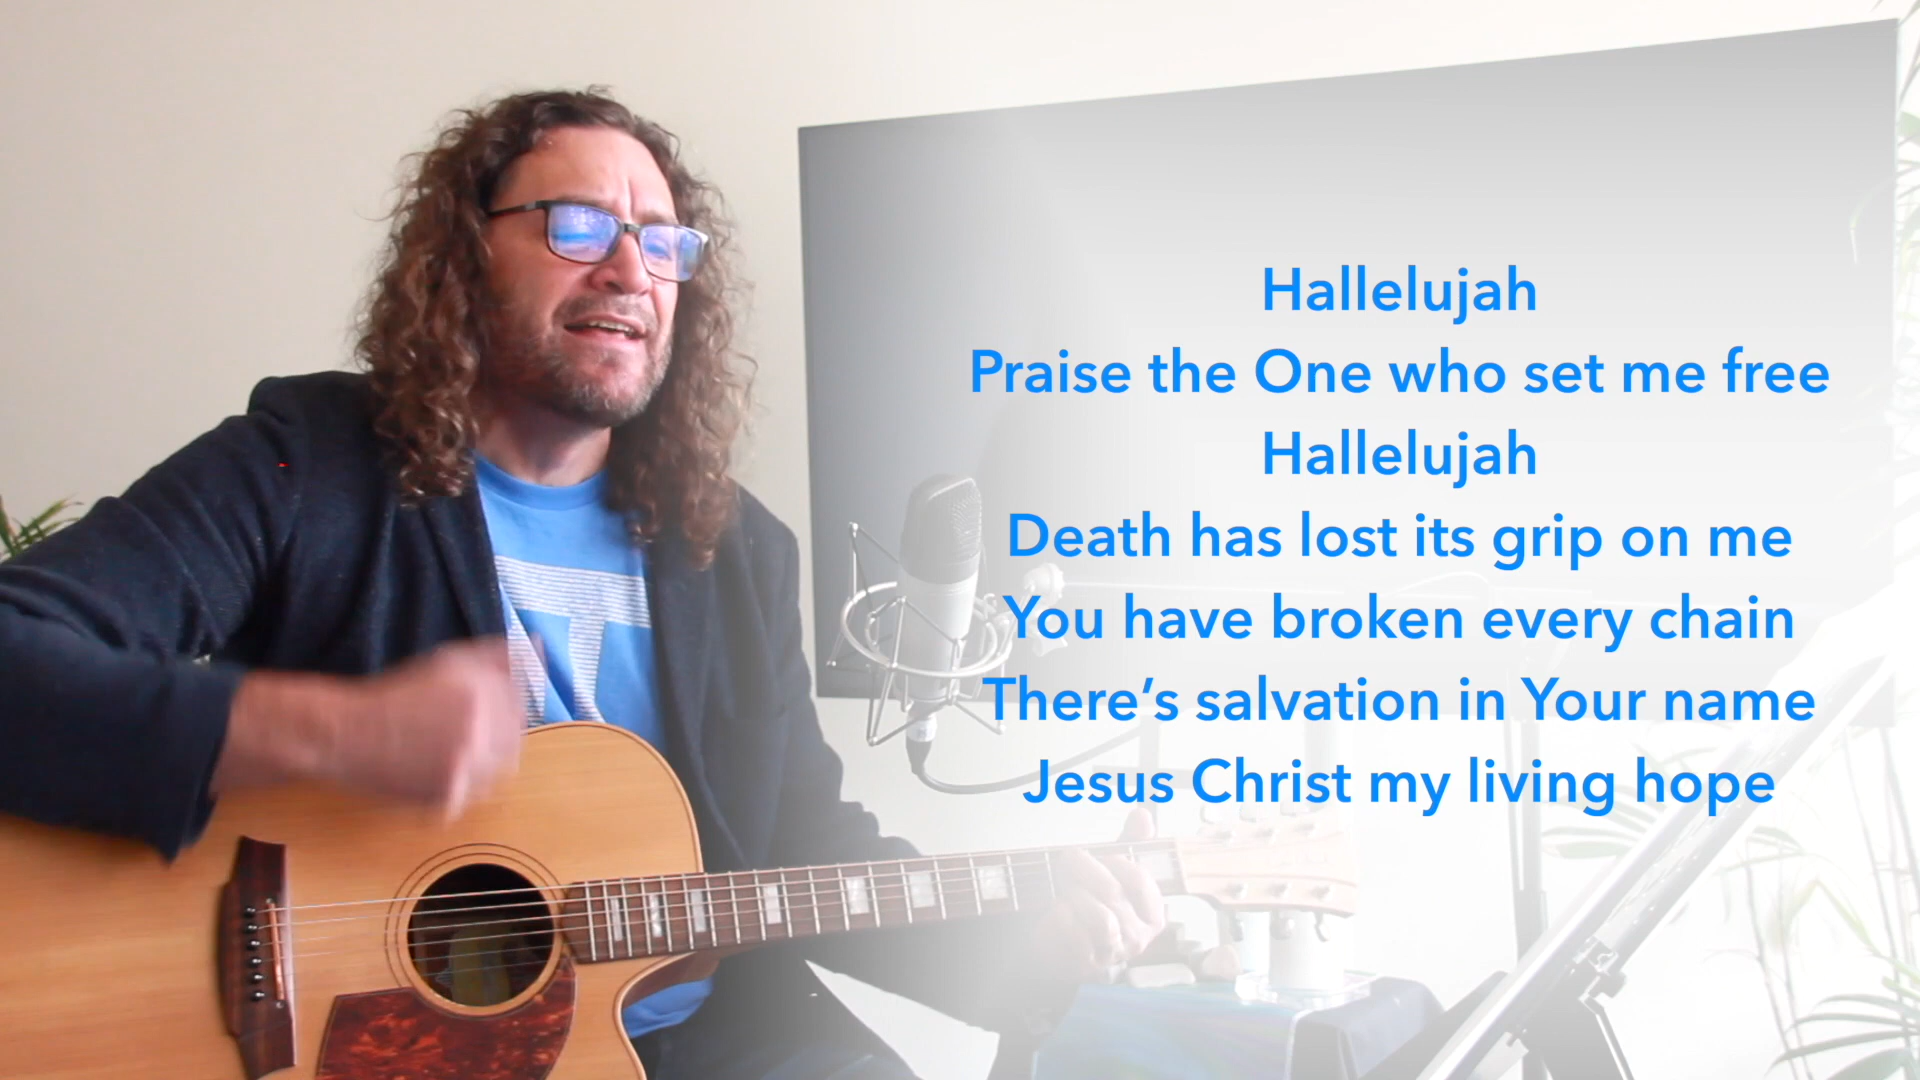 Hallelujah
Praise the One who set me free
Hallelujah
Death has lost its grip on me
You have broken every chain
There’s salvation in Your name
Jesus Christ my living hope